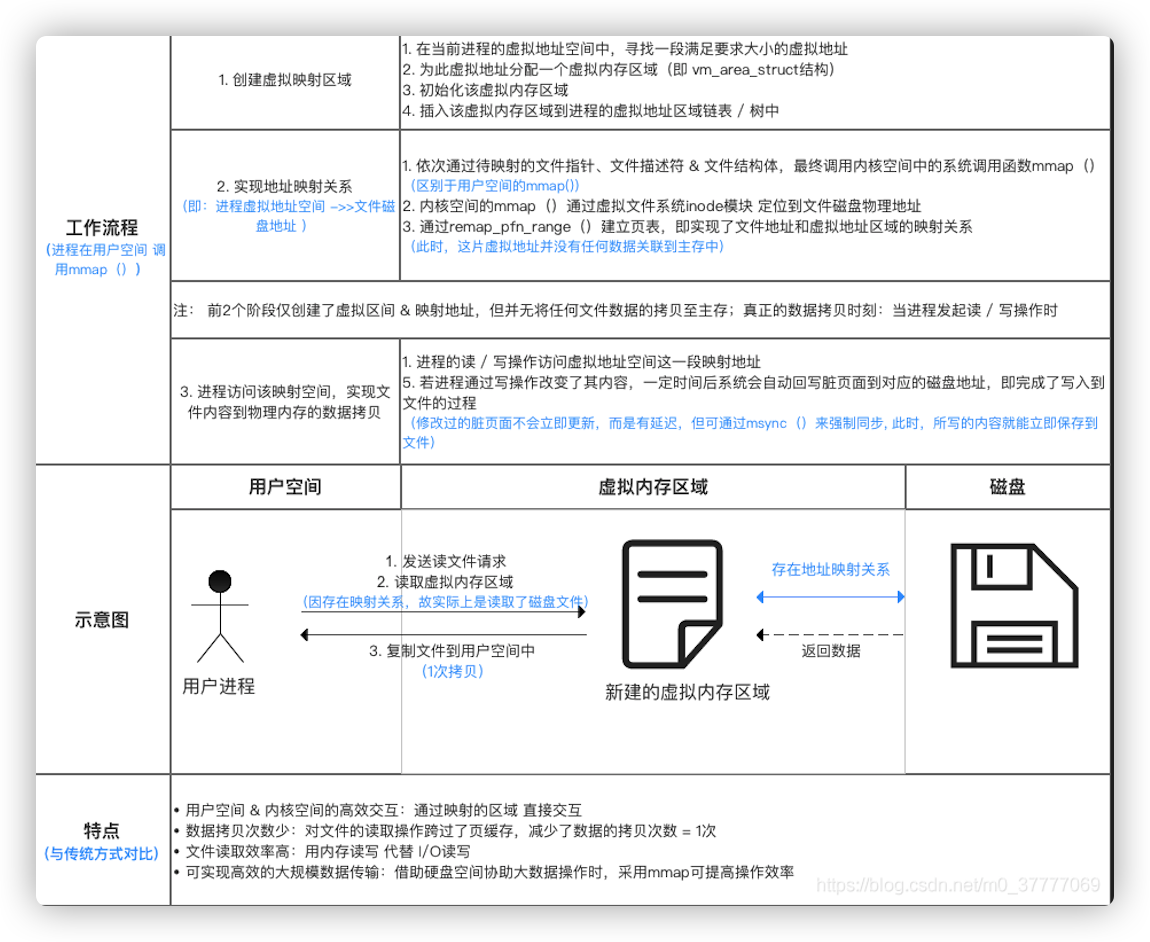 工作流程
(进程在用户空间 调
用mmap（））
1. 创建虚拟映射区域
1. 在当前进程的虚拟地址空间中，寻找一段满足要求大小的虚拟地址
2. 为此虚拟地址分配一个虚拟内存区域（即 vm_area_struct结构）
3. 初始化该虚拟内存区域
4. 插入该虚拟内存区域到进程的虚拟地址区域链表 / 树中
2. 实现地址映射关系
（即：进程虚拟地址空间 ->>文件磁
盘地址 ）
1. 依次通过待映射的文件指针、文件描述符 & 文件结构体，最终调用内核空间中的系统调用函数mmap（）
（区别于用户空间的mmap()）
2. 内核空间的mmap（）通过虚拟文件系统inode模块 定位到文件磁盘物理地址
3. 通过remap_pfn_range（）建立页表，即实现了文件地址和虚拟地址区域的映射关系
（此时，这片虚拟地址并没有任何数据关联到主存中）
注： 前2个阶段仅创建了虚拟区间 & 映射地址，但并无将任何文件数据的拷贝至主存；真正的数据拷贝时刻：当进程发起读 / 写操作时
3. 进程访问该映射空间，实现文
件内容到物理内存的数据拷贝
1. 进程的读 / 写操作访问虚拟地址空间这一段映射地址
5. 若进程通过写操作改变了其内容，一定时间后系统会自动回写脏页面到对应的磁盘地址，即完成了写入到
文件的过程
（修改过的脏页面不会立即更新，而是有延迟，但可通过msync（）来强制同步, 此时，所写的内容就能立即保存到
文件）
示意图
用户空间
虚拟内存区域
磁盘
1. 发送读文件请求
2. 读取虚拟内存区域
（因存在映射关系，故实际上是读取了磁盘文件）
3. 复制文件到用户空间中
（1次拷贝）
用户进程
新建的虚拟内存区域
存在地址映射关系
返回数据
特点
(与传统方式对比)
• 用户空间 & 内核空间的高效交互：通过映射的区域 直接交互
• 数据拷贝次数少：对文件的读取操作跨过了页缓存，减少了数据的拷贝次数 = 1次
• 文件读取效率高：用内存读写 代替 I/O读写
• 可实现高效的大规模数据传输：借助硬盘空间协助大数据操作时，采用mmap可提高操作效率
https://blog.csdn.net/m0_37777069